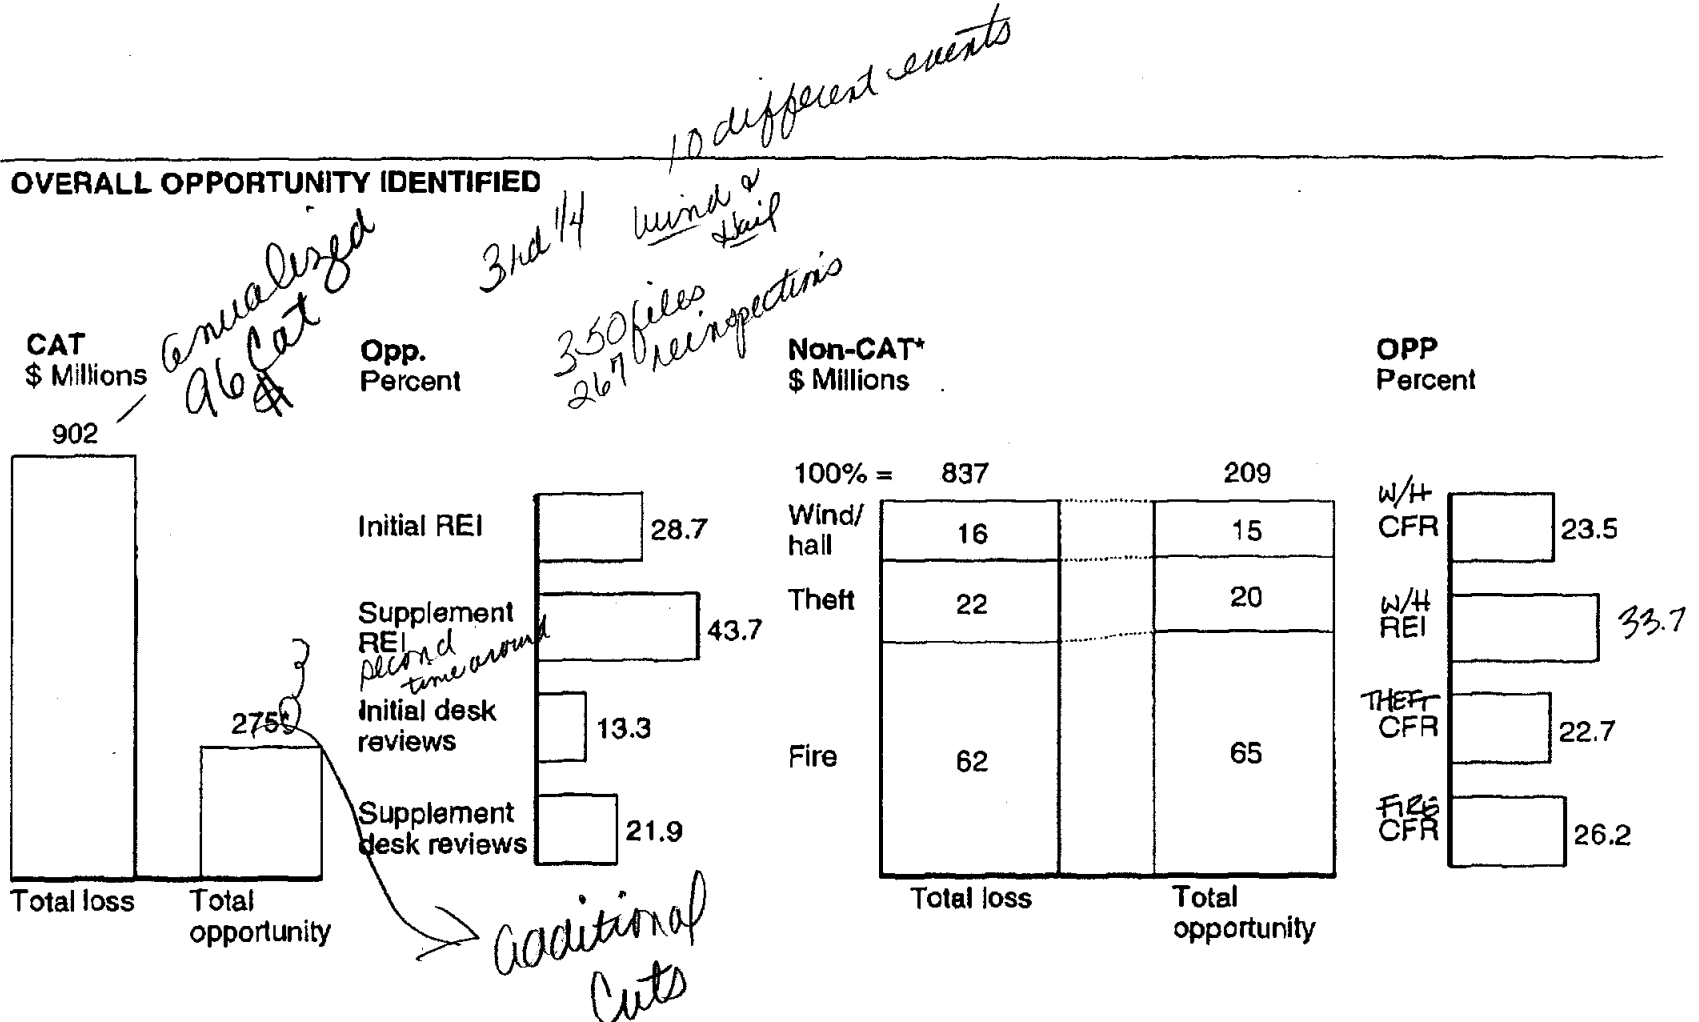 10 different events
OVERALL OPPORTUNITY IDENTIFIED
3rd 1/4
wind &
Hail
annualized
96 Cat
$
350 files
267 reinspections
CAT
$ Millions
902
Total loss
Total
opportunity
3
Opp.
Percent
Initial REI
28.7
Supplement
REI
43.7
second
time around
Initial desk
reviews
13.3
Supplement
desk reviews
21.9
additional
Cuts
Non-CAT*
$ Millions
100% = 837 209
Wind/
hail
16 15
Theft 22 20
Fire 62 65
Total loss
Total
opportunity
OPP
Percent
W/H
CFR
23.5
W/H
REI
33.7
THEFT
CFR
22.7
FIRE
CFR
26.2